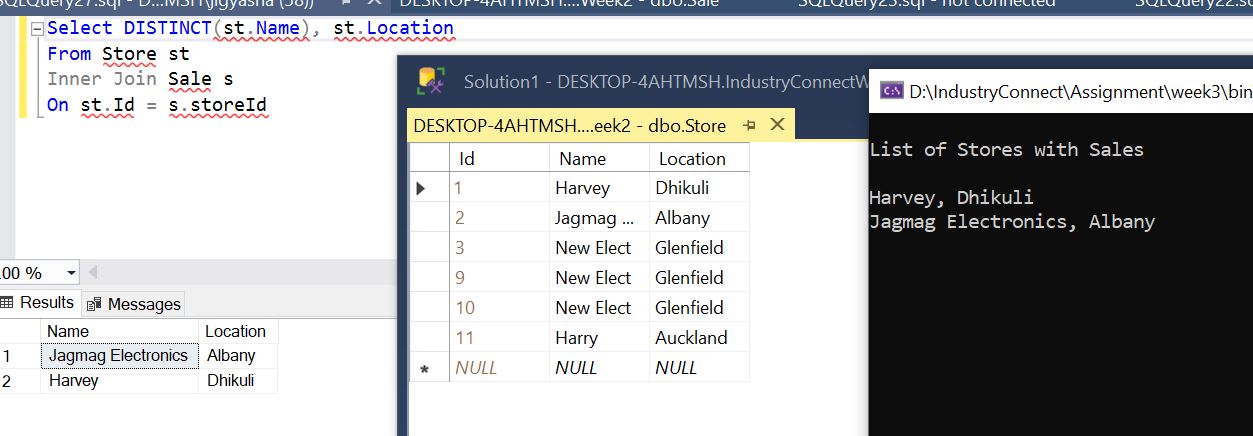 SQLQuery27.sql - D...MSH\jigyasha (58))
DESKTOP-4AHTMSH....Week2 - dbo.Sale
SQLQuery23.sql - not connected
SQLQuery22.sq
Select DISTINCT(st.Name), st.Location
From Store st
Inner Join Sale s
On st.Id = s.storeId
Solution1 - DESKTOP-4AHTMSH.IndustryConnectW
DESKTOP-4AHTMSH....eek2 - dbo.Store
Id Name Location
1 Harvey Dhikuli
2 Jagmag ... Albany
3 New Elect Glenfield
9 New Elect Glenfield
10 New Elect Glenfield
11 Harry Auckland
NULL NULL NULL
D:\IndustryConnect\Assignment\week3\bin
List of Stores with Sales
Harvey, Dhikuli
Jagmag Electronics, Albany
.00 %
Results Messages
Name Location
1 Jagmag Electronics Albany
2 Harvey Dhikuli